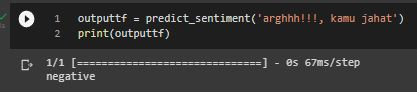 1 outputtf = predict_sentiment('arghhh!!!, kamu jahat')
2 print(outputtf)
1/1 [==============================] - 0s 67ms/step
negative